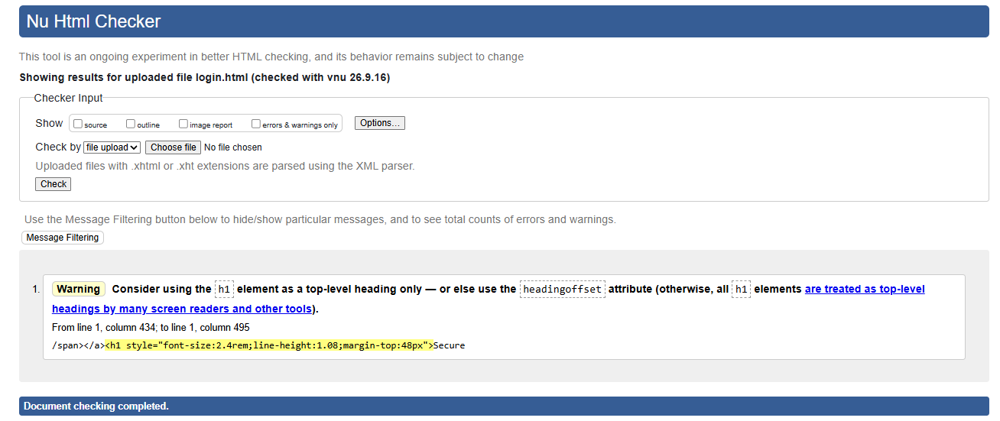 Nu Html Checker
This tool is an ongoing experiment in better HTML checking, and its behavior remains subject to change
Showing results for uploaded file login.html (checked with vnu 26.9.16)
Checker Input
Show source outline image report errors & warnings only Options...
Check by file upload Choose file No file chosen
Uploaded files with .xhtml or .xht extensions are parsed using the XML parser.
Check
Use the Message Filtering button below to hide/show particular messages, and to see total counts of errors and warnings.
Message Filtering
1. Warning Consider using the h1 element as a top-level heading only — or else use the headingoffset attribute (otherwise, all h1 elements are treated as top-level
headings by many screen readers and other tools).
From line 1, column 434; to line 1, column 495
/span></a><h1 style="font-size:2.4rem;line-height:1.08;margin-top:48px">Secure
Document checking completed.